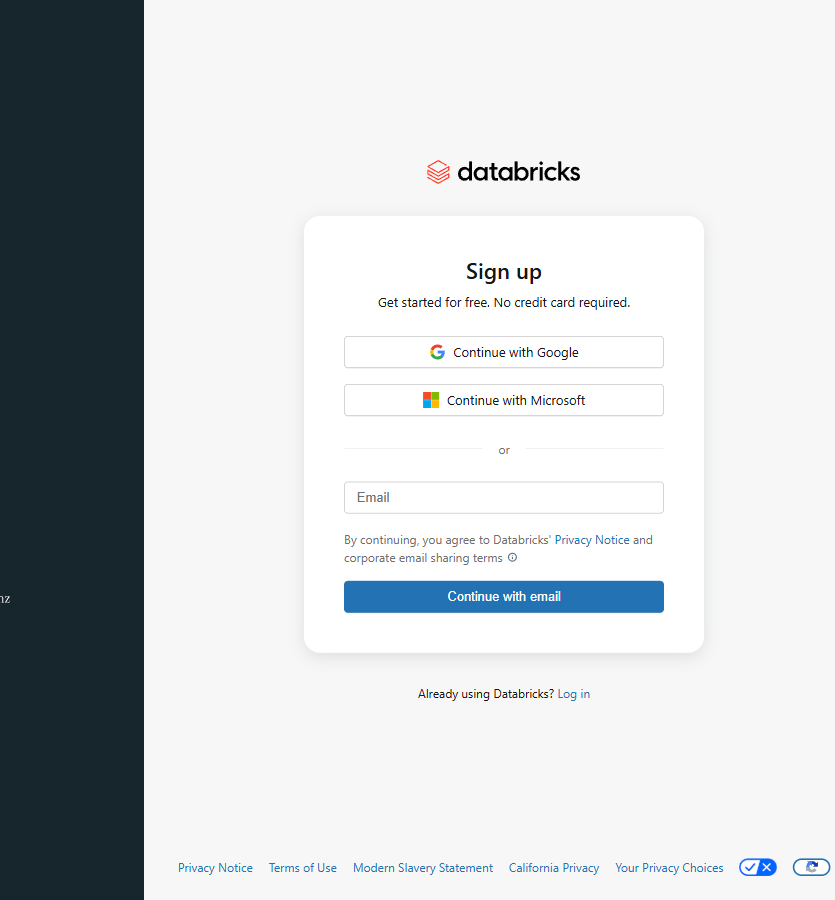 nz
databricks
Sign up
Get started for free. No credit card required.
Continue with Google
Continue with Microsoft
or
Email
By continuing, you agree to Databricks' Privacy Notice and
corporate email sharing terms
Continue with email
Already using Databricks? Log in
Privacy Notice Terms of Use Modern Slavery Statement California Privacy Your Privacy Choices